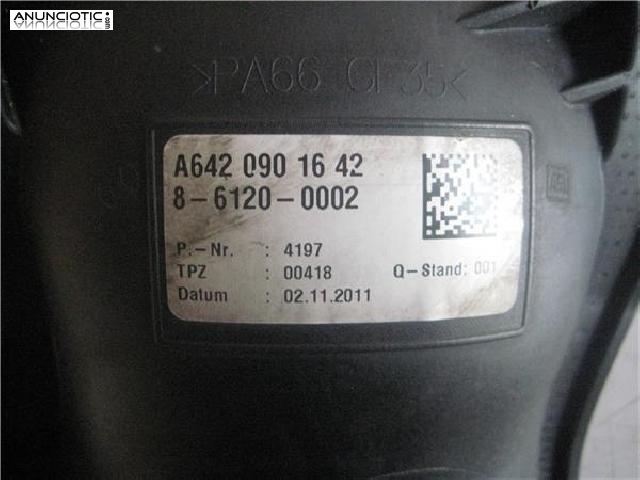 ANUNCIOTIC.COM
>PA66 GF35<
A642 090 16 42
8-6120-0002
P.-Nr. : 4197
TPZ : 00418 Q-Stand: 001
Datum : 02.11.2011